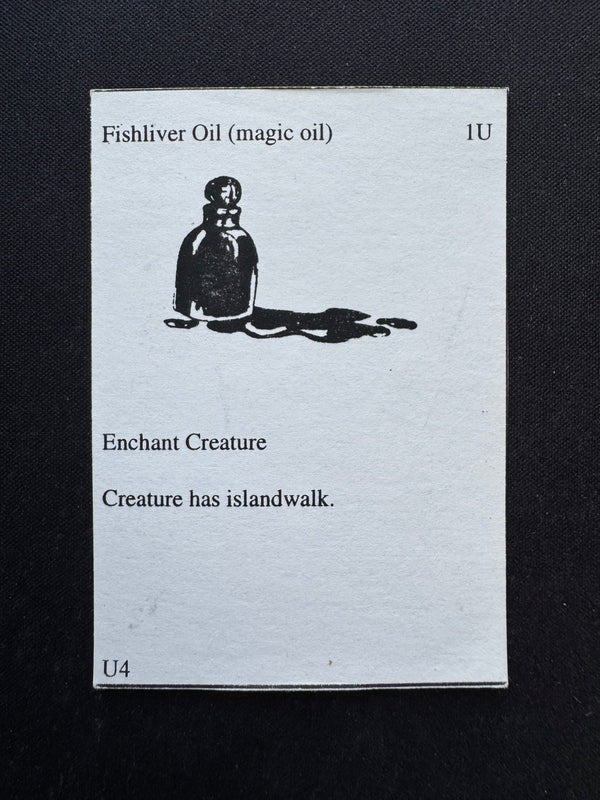 Fishliver Oil (magic oil) 1U
Enchant Creature
Creature has islandwalk.
U4